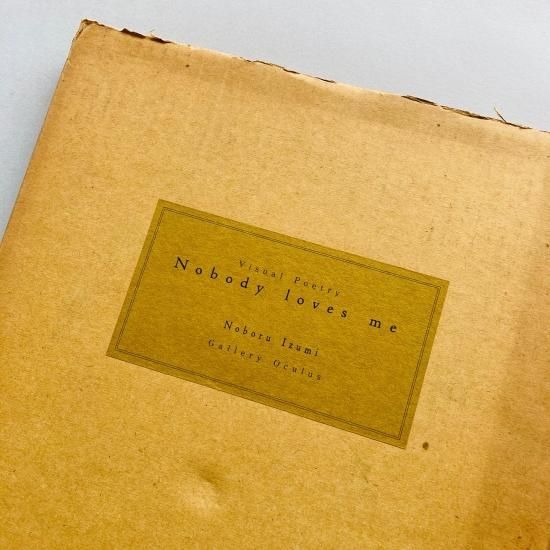 Visual Poetry
Nobody loves me
Noboru Izumi
Gallery Oculus